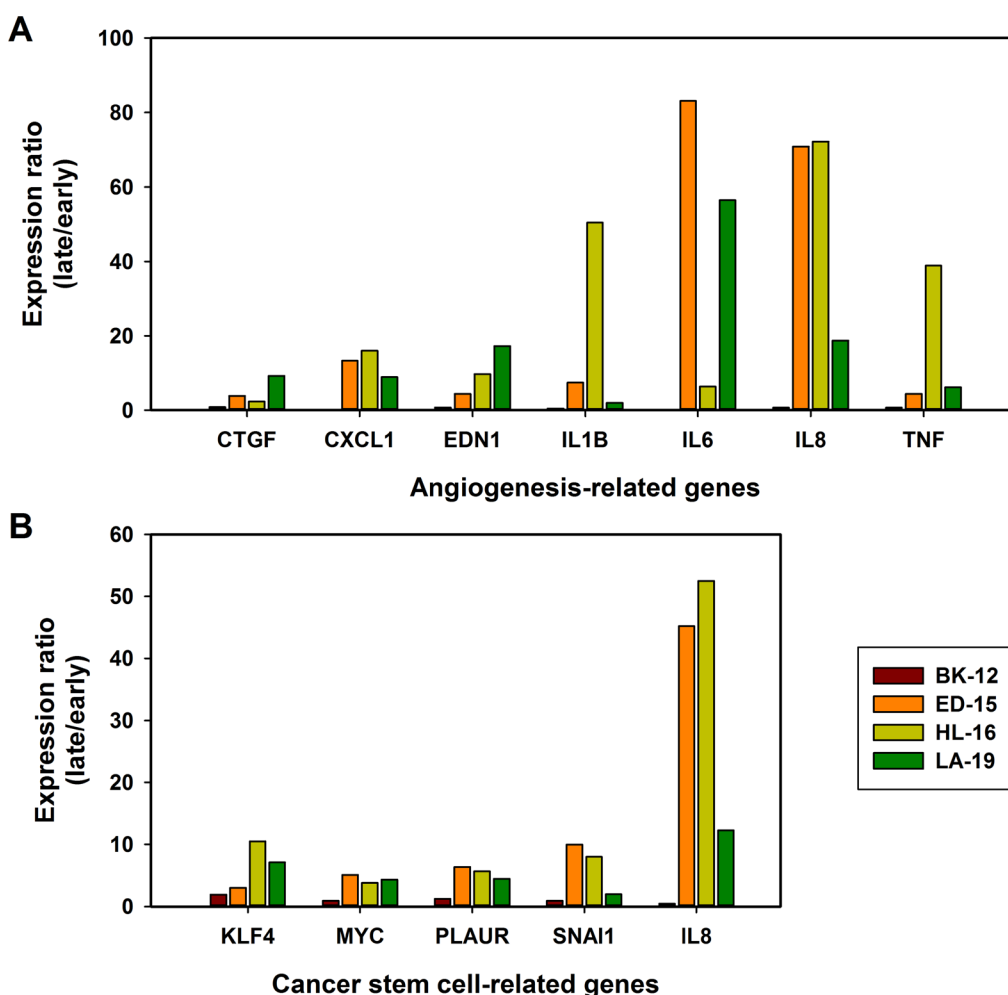 A
100
80
60
40
20
0
Expression ratio
(late/early)
CTGF CXCL1 EDN1 IL1B IL6 IL8 TNF
Angiogenesis-related genes
B
60
50
40
30
20
10
0
Expression ratio
(late/early)
KLF4 MYC PLAUR SNAI1 IL8
Cancer stem cell-related genes
BK-12
ED-15
HL-16
LA-19